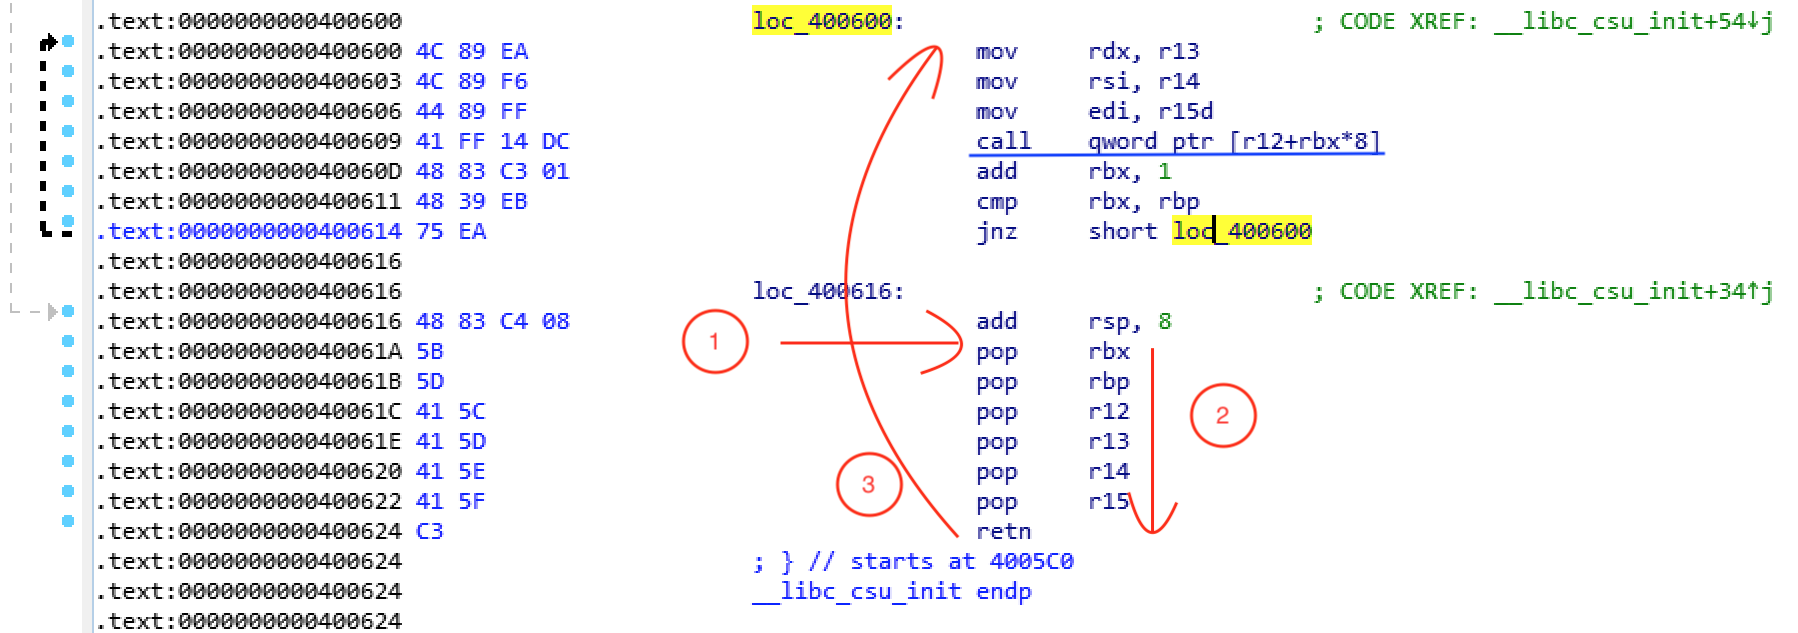 .text:0000000000400600 loc_400600: ; CODE XREF: __libc_csu_init+54↓j
.text:0000000000400600 4C 89 EA mov rdx, r13
.text:0000000000400603 4C 89 F6 mov rsi, r14
.text:0000000000400606 44 89 FF mov edi, r15d
.text:0000000000400609 41 FF 14 DC call qword ptr [r12+rbx*8]
.text:000000000040060D 48 83 C3 01 add rbx, 1
.text:0000000000400611 48 39 EB cmp rbx, rbp
.text:0000000000400614 75 EA jnz short loc_400600
.text:0000000000400616
.text:0000000000400616 loc_400616: ; CODE XREF: __libc_csu_init+34↑j
.text:0000000000400616 48 83 C4 08 add rsp, 8
.text:000000000040061A 5B 1 pop rbx
.text:000000000040061B 5D pop rbp
.text:000000000040061C 41 5C pop r12 2
.text:000000000040061E 41 5D pop r13
.text:0000000000400620 41 5E 3 pop r14
.text:0000000000400622 41 5F pop r15
.text:0000000000400624 C3 retn
.text:0000000000400624 ; } // starts at 4005C0
.text:0000000000400624 __libc_csu_init endp
.text:0000000000400624